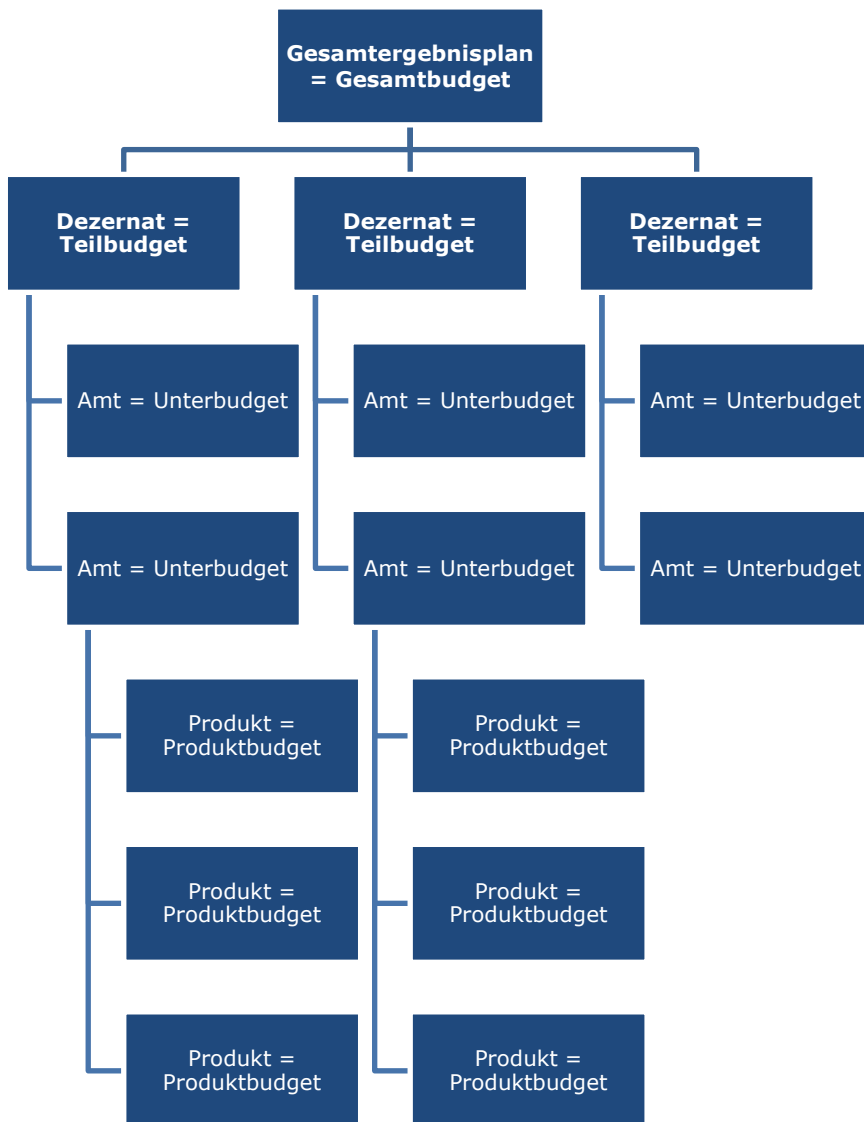 Gesamtergebnisplan
= Gesamtbudget
Dezernat =
Teilbudget
Dezernat =
Teilbudget
Dezernat =
Teilbudget
Amt = Unterbudget
Amt = Unterbudget
Amt = Unterbudget
Amt = Unterbudget
Amt = Unterbudget
Amt = Unterbudget
Produkt =
Produktbudget
Produkt =
Produktbudget
Produkt =
Produktbudget
Produkt =
Produktbudget
Produkt =
Produktbudget
Produkt =
Produktbudget